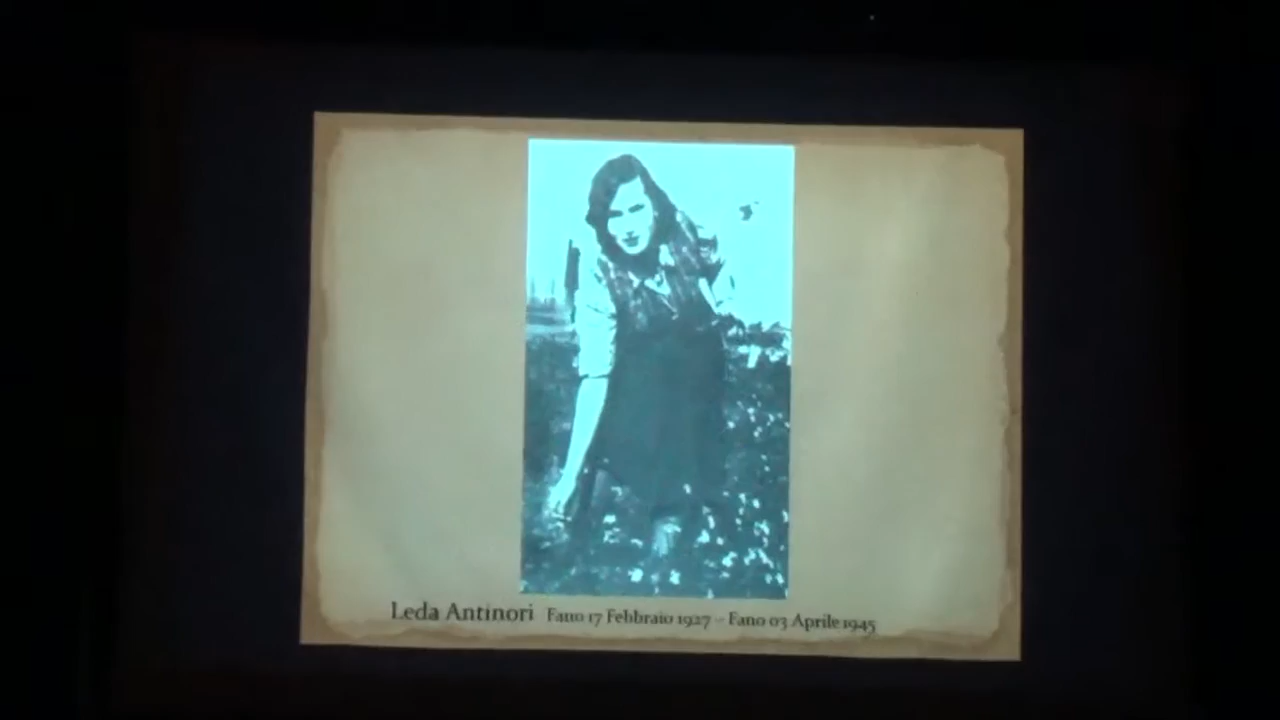 Leda Antinori Fano 17 Febbraio 1927 – Fano 03 Aprile 1945